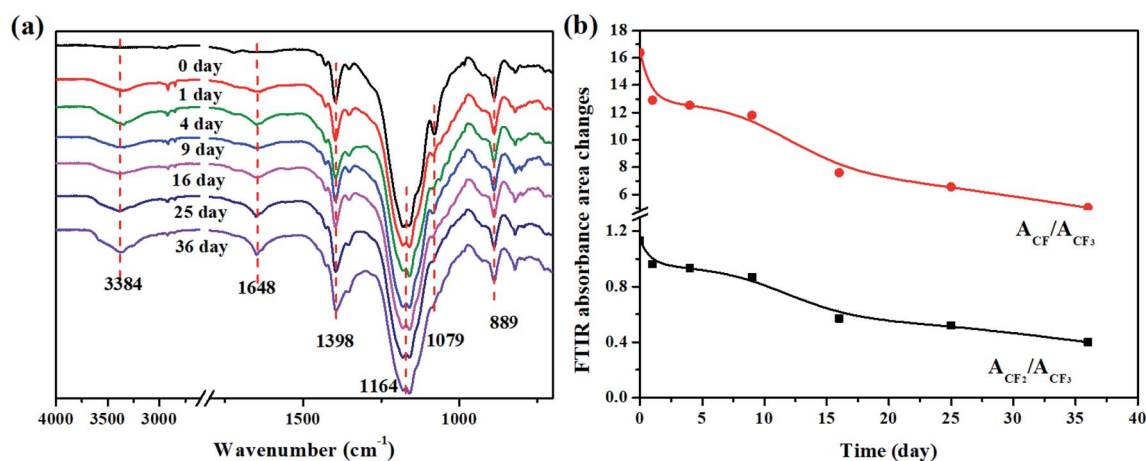 (a)
0 day
1 day
4 day
9 day
16 day
25 day
36 day
3384
1648
1398
1164
1079
889
4000 3000 1500 1000
Wavenumber (cm⁻¹)
(b)
FTIR absorbance area changes
18
16
14
12
10
8
6
1.2
0.8
0.4
0.0
A_CF/A_CF₃
A_CF₂/A_CF₃
0 5 10 15 20 25 30 35 40
Time (day)